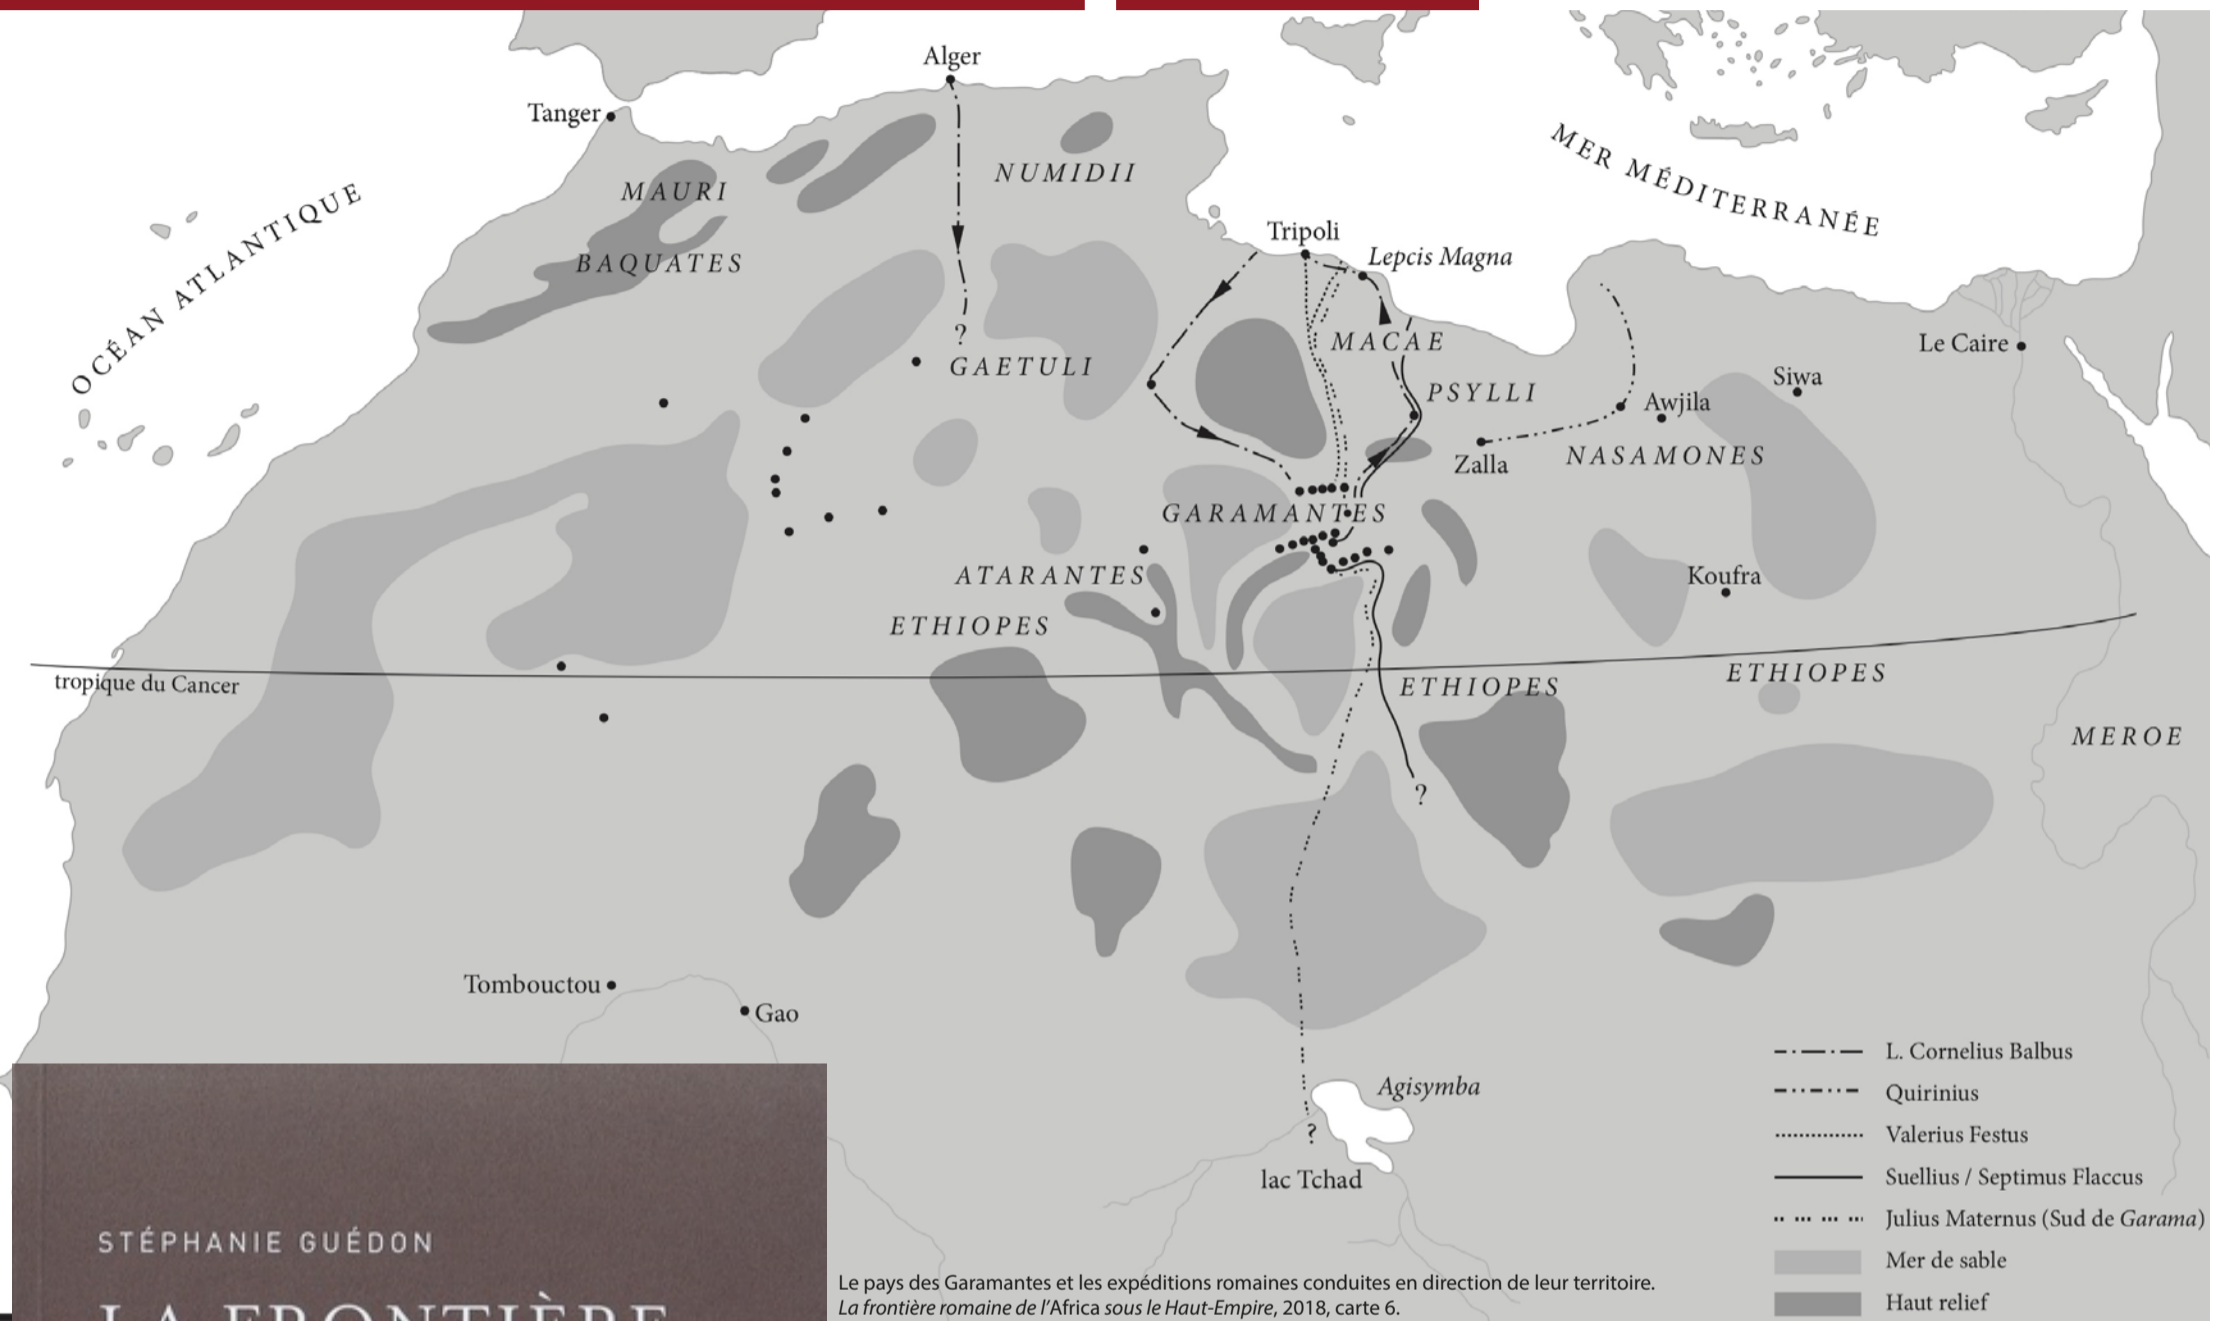 Alger
Tanger
NUMIDII
MER MÉDITERRANÉE
MAURI
OCÉAN ATLANTIQUE
Tripoli
Lepcis Magna
BAQUATES
?
MACAE
Le Caire
GAETULI
Siwa
PSYLLI
Awjila
NASAMONES
Zalla
GARAMANTES
ATARANTES
Koufra
ETHIOPES
tropique du Cancer
ETHIOPES
ETHIOPES
MEROE
?
Tombouctou
Gao
Agisymba
?
lac Tchad
L. Cornelius Balbus
Quirinius
Valerius Festus
Suellius / Septimus Flaccus
Julius Maternus (Sud de Garama)
Mer de sable
Haut relief
STÉPHANIE GUÉDON
LA FRONTIÈRE
Le pays des Garamantes et les expéditions romaines conduites en direction de leur territoire.
La frontière romaine de l'Africa sous le Haut-Empire, 2018, carte 6.